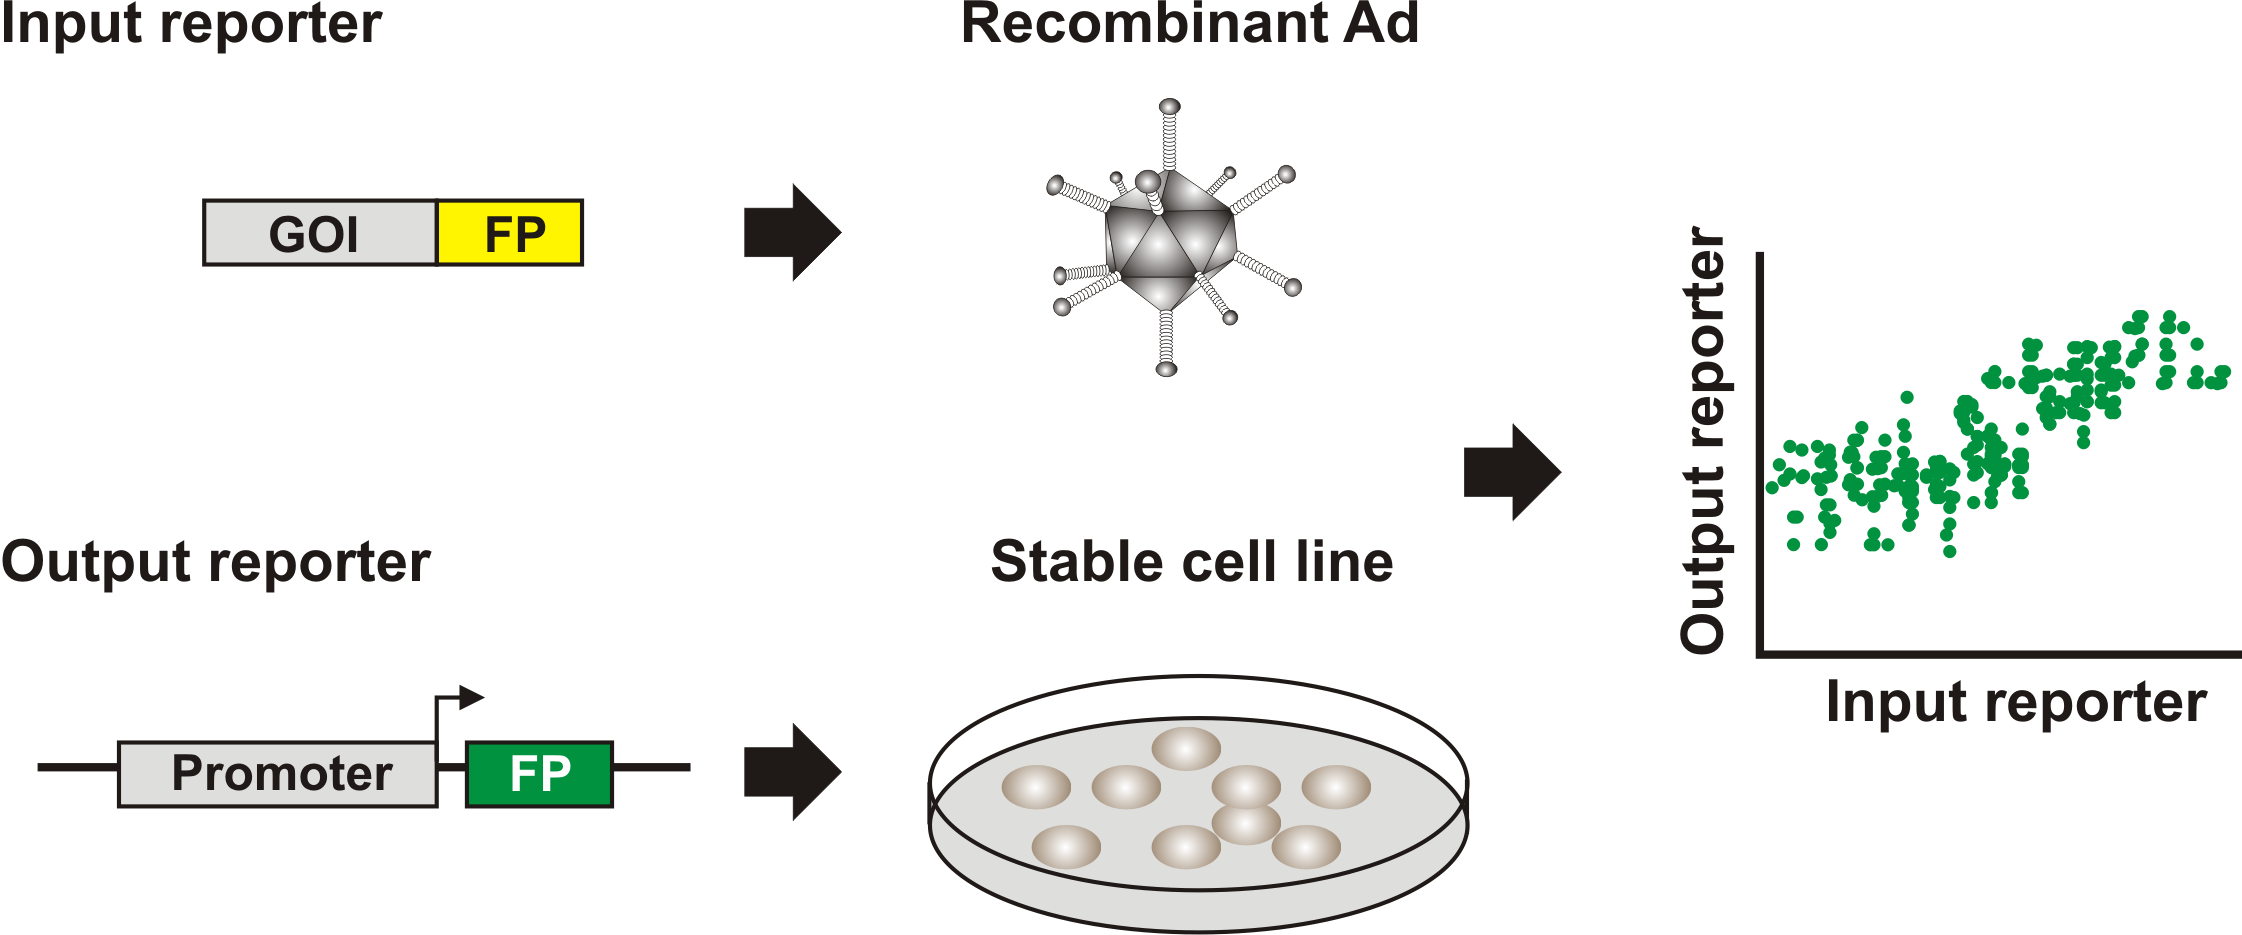 Input reporter
Recombinant Ad
GOI
FP
Output reporter
Stable cell line
Promoter
FP
Output reporter
Input reporter